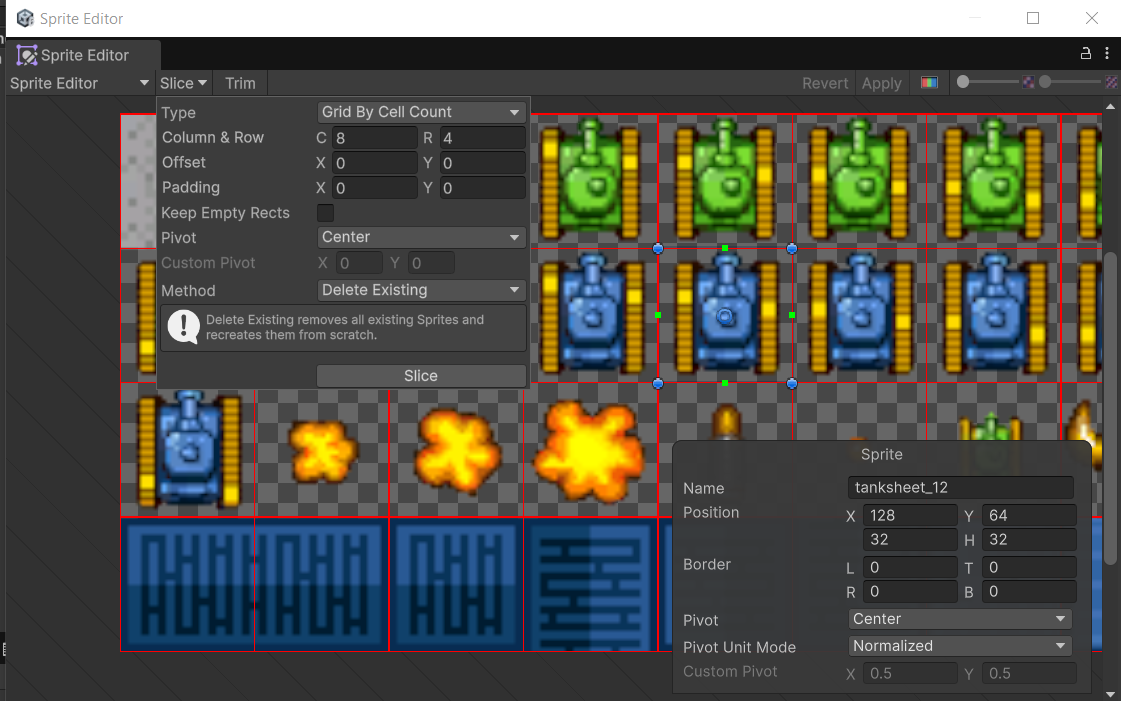 Sprite Editor
Sprite Editor
Sprite Editor Slice Trim Revert Apply
Type Grid By Cell Count
Column & Row C 8 R 4
Offset X 0 Y 0
Padding X 0 Y 0
Keep Empty Rects
Pivot Center
Custom Pivot X 0 Y 0
Method Delete Existing
Delete Existing removes all existing Sprites and
recreates them from scratch.
Slice
Sprite
Name tanksheet_12
Position X 128 Y 64
32 H 32
Border L 0 T 0
R 0 B 0
Pivot Center
Pivot Unit Mode Normalized
Custom Pivot X 0.5 Y 0.5